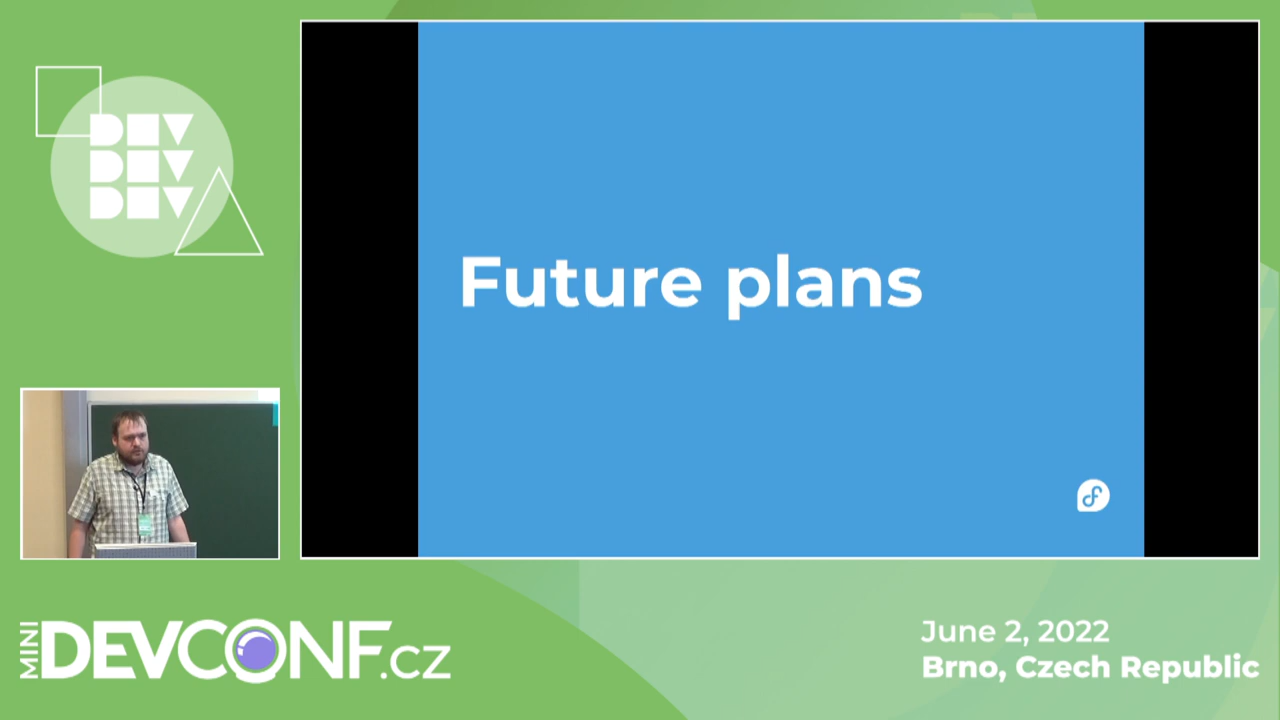 DEV
DEV
DEV
Future plans
MINI
DEVCONF.cz
June 2, 2022
Brno, Czech Republic